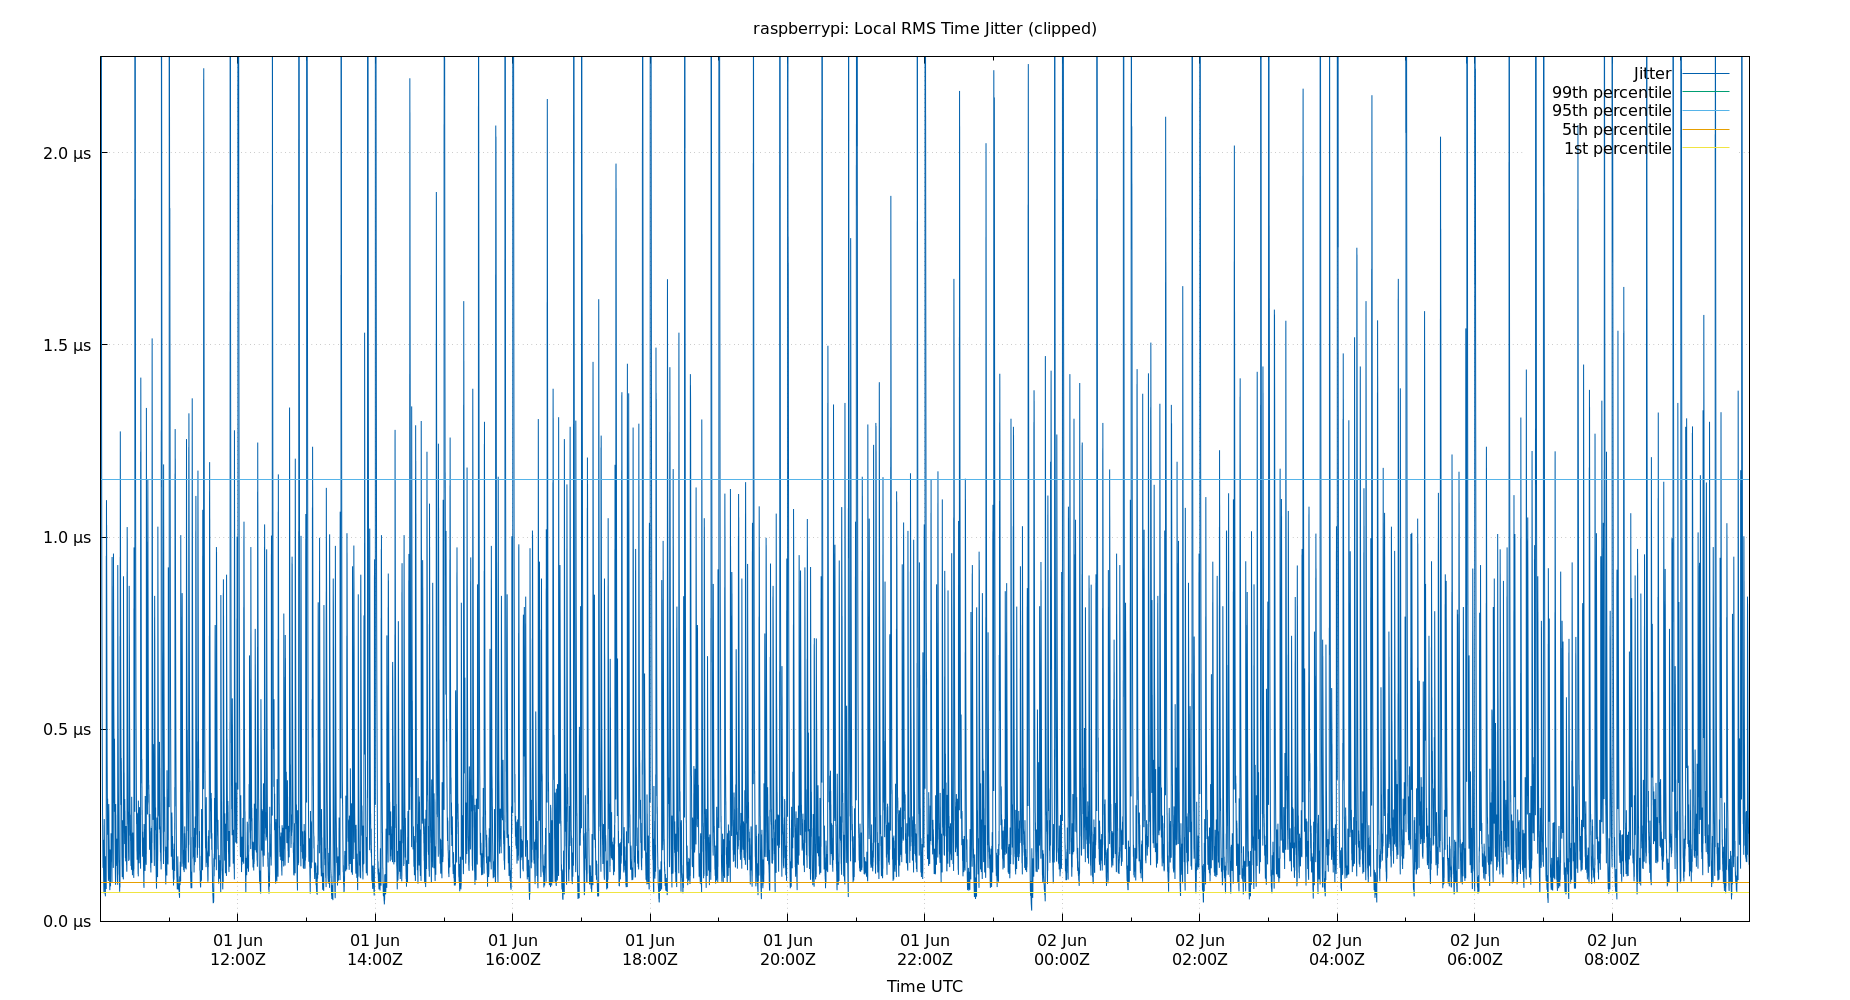 raspberrypi: Local RMS Time Jitter (clipped)
Jitter
99th percentile
95th percentile
5th percentile
1st percentile
2.0 μs
1.5 μs
1.0 μs
0.5 μs
0.0 μs
01 Jun 01 Jun 01 Jun 01 Jun 01 Jun 01 Jun 02 Jun 02 Jun 02 Jun 02 Jun 02 Jun
12:00Z 14:00Z 16:00Z 18:00Z 20:00Z 22:00Z 00:00Z 02:00Z 04:00Z 06:00Z 08:00Z
Time UTC